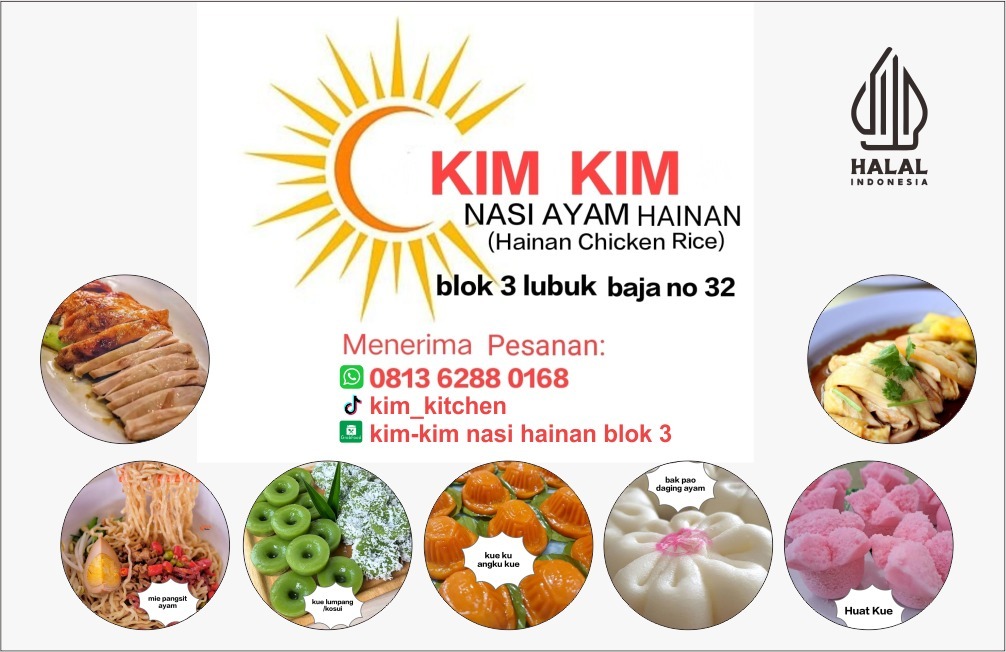 KIM KIM
NASI AYAM HAINAN
(Hainan Chicken Rice)
blok 3 lubuk baja no 32
HALAL
INDONESIA
Menerima Pesanan:
0813 6288 0168
kim_kitchen
GrabFood
kim-kim nasi hainan blok 3
mie pangsit
ayam
kue lumpang
/kosui
kue ku
angku kue
bak pao
daging ayam
Huat Kue